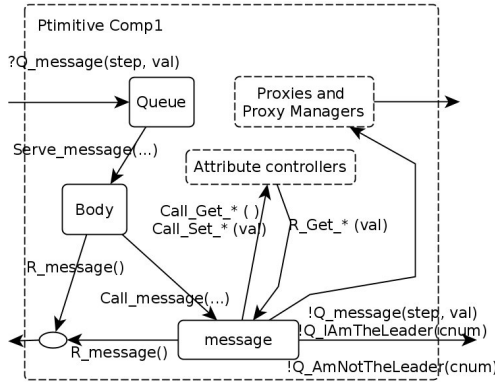 Ptimitive Comp1
?Q_message(step, val)
Queue
Proxies and
Proxy Managers
Serve_message(...)
Attribute controllers
Body
Call_Get_* ( )
Call_Set_* (val)
R_Get_* (val)
R_message()
Call_message(...)
!Q_message(step, val)
!Q_IAmTheLeader(cnum)
message
R_message()
!Q_AmNotTheLeader(cnum)